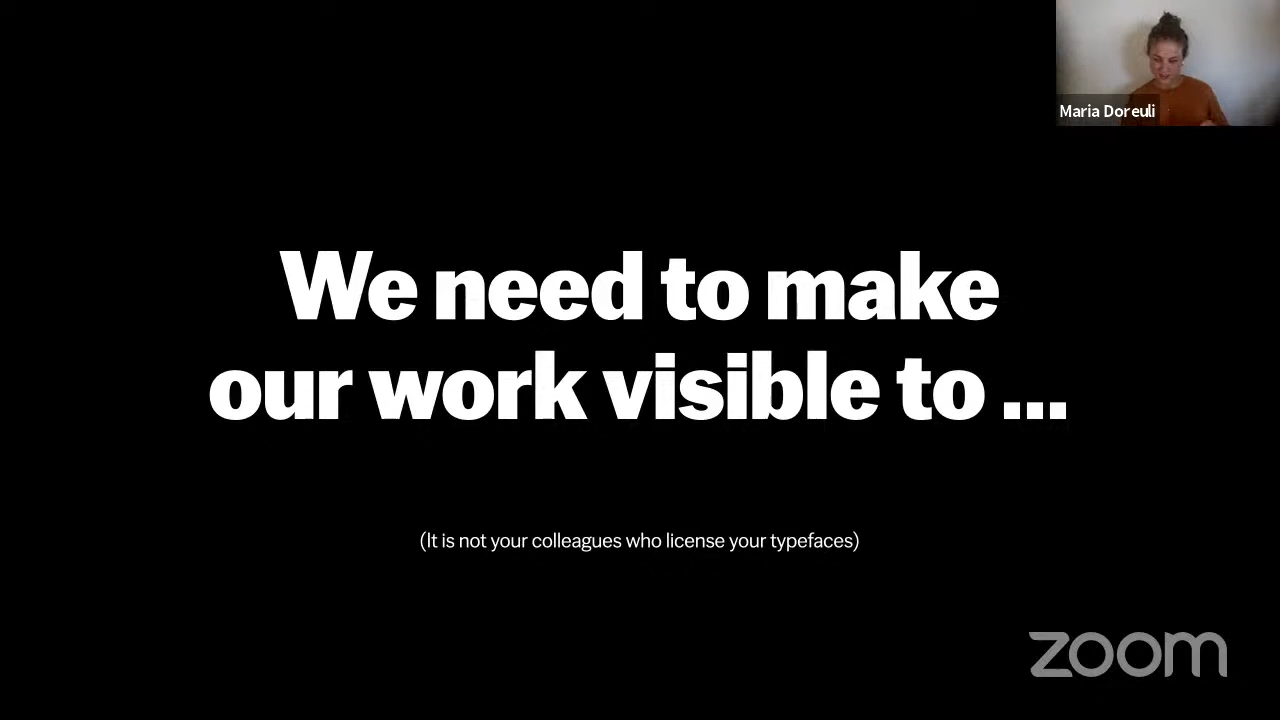 Maria Doreuli
We need to make
our work visible to ...
(It is not your colleagues who license your typefaces)
zoom